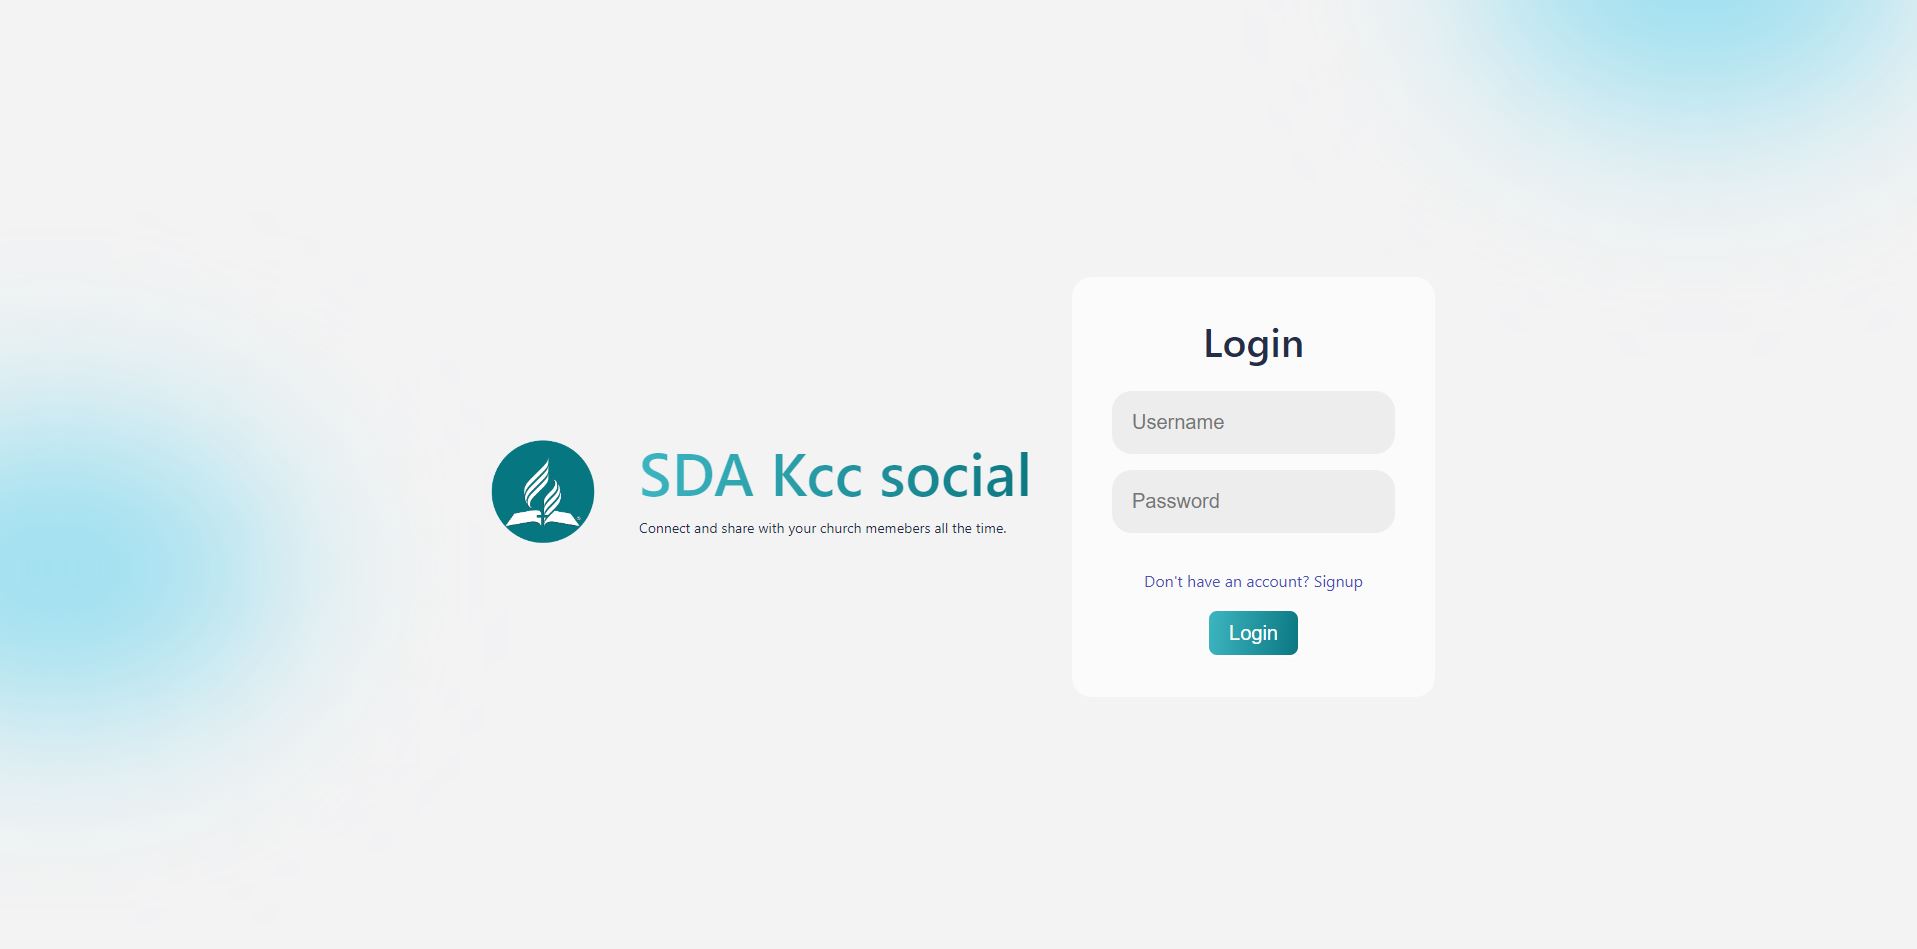 SDA Kcc social
Connect and share with your church memebers all the time.
Login
Username
Password
Don't have an account? Signup
Login